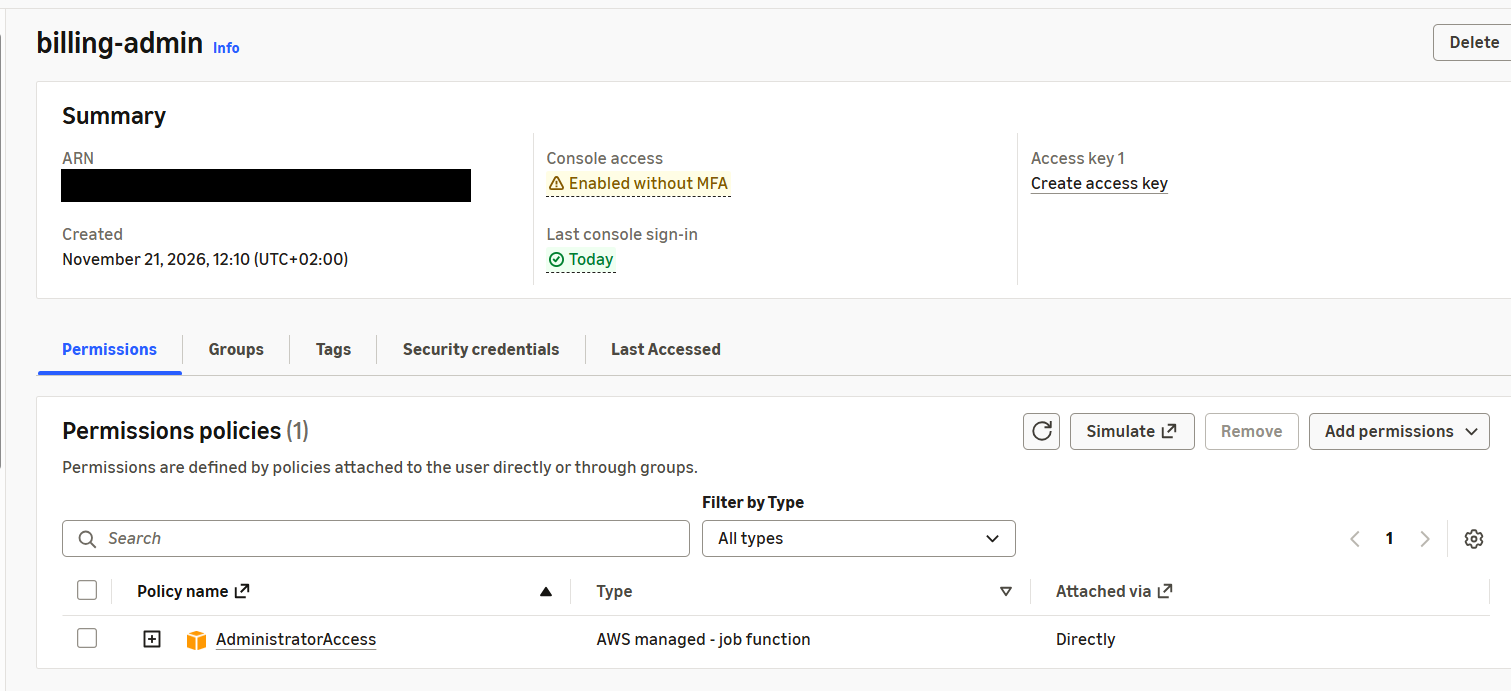 billing-admin Info
Delete
Summary
ARN
Created
November 21, 2026, 12:10 (UTC+02:00)
Console access
Enabled without MFA
Last console sign-in
Today
Access key 1
Create access key
Permissions
Groups
Tags
Security credentials
Last Accessed
Permissions policies (1)
Permissions are defined by policies attached to the user directly or through groups.
Simulate
Remove
Add permissions
Filter by Type
Search
All types
1
Policy name
Type
Attached via
AdministratorAccess
AWS managed - job function
Directly